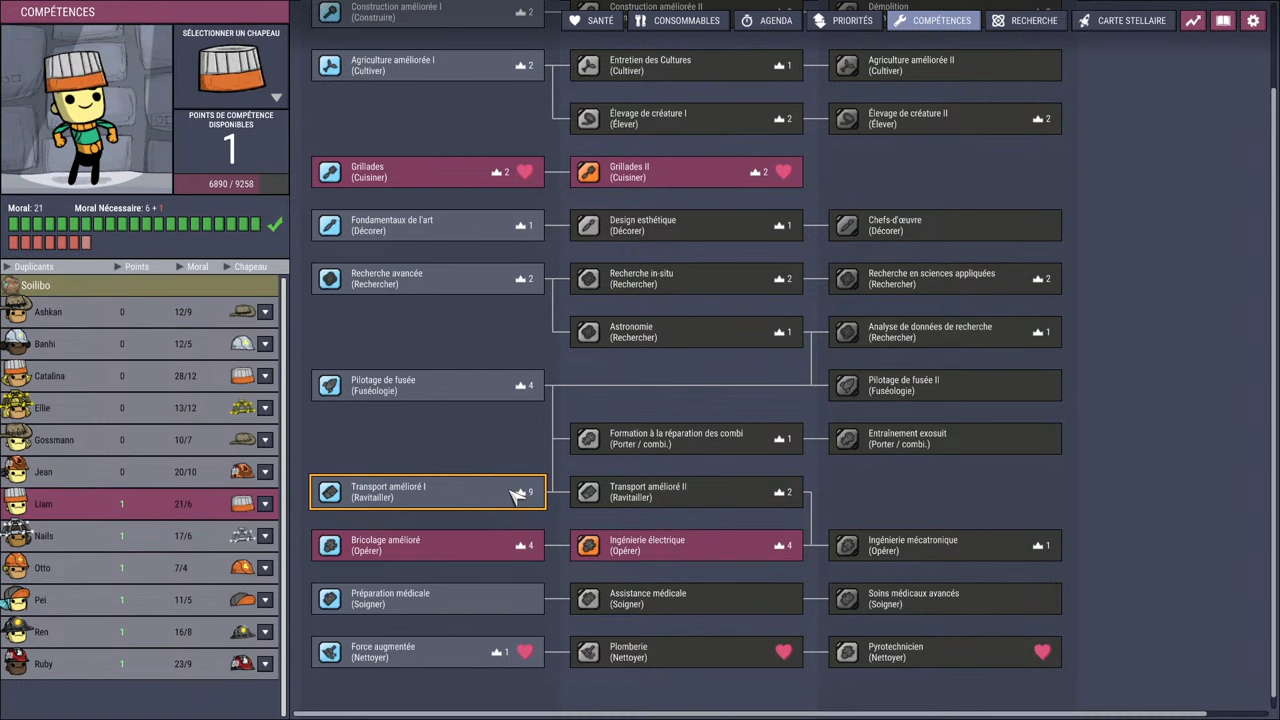 COMPÉTENCES
SÉLECTIONNER UN CHAPEAU
POINTS DE COMPÉTENCE DISPONIBLES
1
6890 / 9258
Moral: 21 Moral Nécessaire: 6 + 1
Duplicants Points Moral Chapeau
Soilibo
Ashkan 0 12/9
Banhi 0 12/5
Catalina 0 28/12
Ellie 0 13/12
Gossmann 0 10/7
Jean 0 20/10
Liam 1 21/6
Nails 1 17/6
Otto 1 7/4
Pei 1 11/5
Ren 1 16/8
Ruby 1 23/9
SANTÉ CONSOMMABLES AGENDA PRIORITÉS COMPÉTENCES RECHERCHE CARTE STELLAIRE
Construction améliorée I
(Construire) 2
Construction améliorée II
(Construire) 2
Démolition
Agriculture améliorée I
(Cultiver) 2
Entretien des Cultures
(Cultiver) 1
Agriculture améliorée II
(Cultiver)
Élevage de créature I
(Élever) 2
Élevage de créature II
(Élever) 2
Grillades
(Cuisiner) 2
Grillades II
(Cuisiner) 2
Fondamentaux de l'art
(Décorer) 1
Design esthétique
(Décorer) 1
Chefs-d'œuvre
(Décorer)
Recherche avancée
(Rechercher) 2
Recherche in-situ
(Rechercher) 2
Recherche en sciences appliquées
(Rechercher) 2
Astronomie
(Rechercher) 1
Analyse de données de recherche
(Rechercher) 1
Pilotage de fusée
(Fuséologie) 4
Pilotage de fusée II
(Fuséologie)
Formation à la réparation des combi
(Porter / combi.) 1
Entraînement exosuit
(Porter / combi.)
Transport amélioré I
(Ravitailler) 9
Transport amélioré II
(Ravitailler) 2
Bricolage amélioré
(Opérer) 4
Ingénierie électrique
(Opérer) 4
Ingénierie mécatronique
(Opérer) 1
Préparation médicale
(Soigner)
Assistance médicale
(Soigner)
Soins médicaux avancés
(Soigner)
Force augmentée
(Nettoyer) 1
Plomberie
(Nettoyer)
Pyrotechnicien
(Nettoyer)